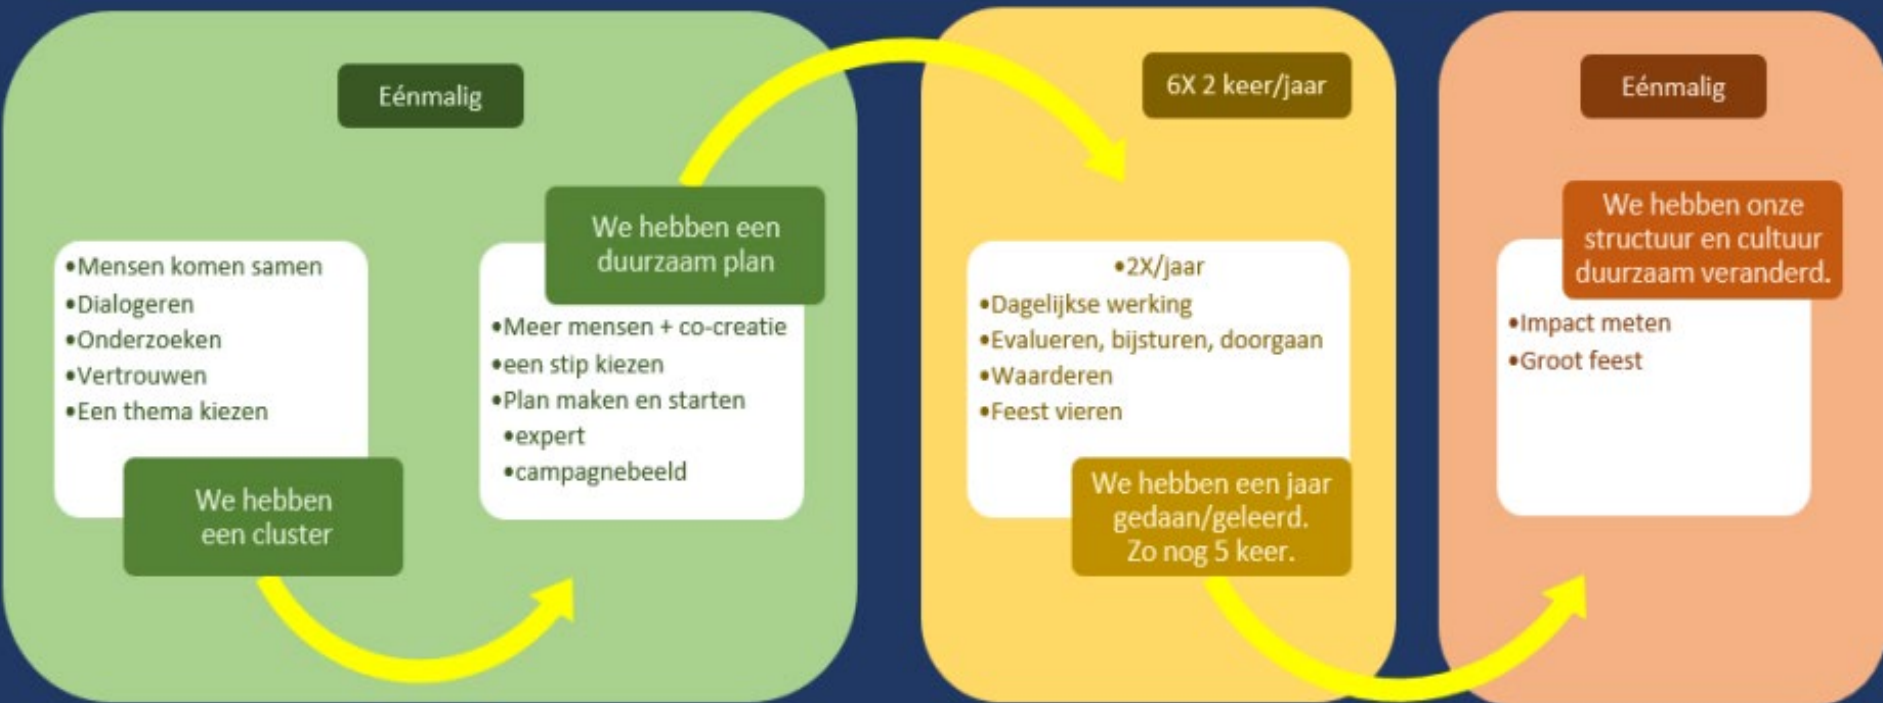 Eénmalig
•Mensen komen samen
•Dialogeren
•Onderzoeken
•Vertrouwen
•Een thema kiezen
We hebben
een cluster
We hebben een
duurzaam plan
•Meer mensen + co-creatie
•een stip kiezen
•Plan maken en starten
•expert
•campagnebeeld
6X 2 keer/jaar
•2X/jaar
•Dagelijkse werking
•Evalueren, bijsturen, doorgaan
•Waarderen
•Feest vieren
We hebben een jaar
gedaan/geleerd.
Zo nog 5 keer.
Eénmalig
We hebben onze
structuur en cultuur
duurzaam veranderd.
•Impact meten
•Groot feest